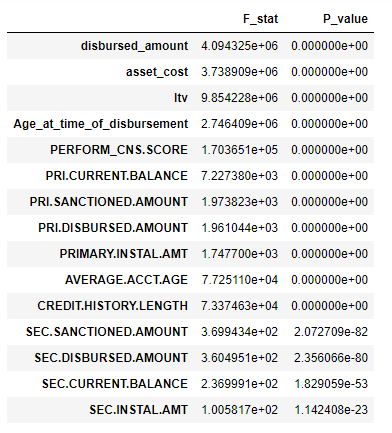 F_stat P_value
disbursed_amount 4.094325e+06 0.000000e+00
asset_cost 3.738909e+06 0.000000e+00
ltv 9.854228e+06 0.000000e+00
Age_at_time_of_disbursement 2.746409e+06 0.000000e+00
PERFORM_CNS.SCORE 1.703651e+05 0.000000e+00
PRI.CURRENT.BALANCE 7.227380e+03 0.000000e+00
PRI.SANCTIONED.AMOUNT 1.973823e+03 0.000000e+00
PRI.DISBURSED.AMOUNT 1.961044e+03 0.000000e+00
PRIMARY.INSTAL.AMT 1.747700e+03 0.000000e+00
AVERAGE.ACCT.AGE 7.725110e+04 0.000000e+00
CREDIT.HISTORY.LENGTH 7.337463e+04 0.000000e+00
SEC.SANCTIONED.AMOUNT 3.699434e+02 2.072709e-82
SEC.DISBURSED.AMOUNT 3.604951e+02 2.356066e-80
SEC.CURRENT.BALANCE 2.369991e+02 1.829059e-53
SEC.INSTAL.AMT 1.005817e+02 1.142408e-23